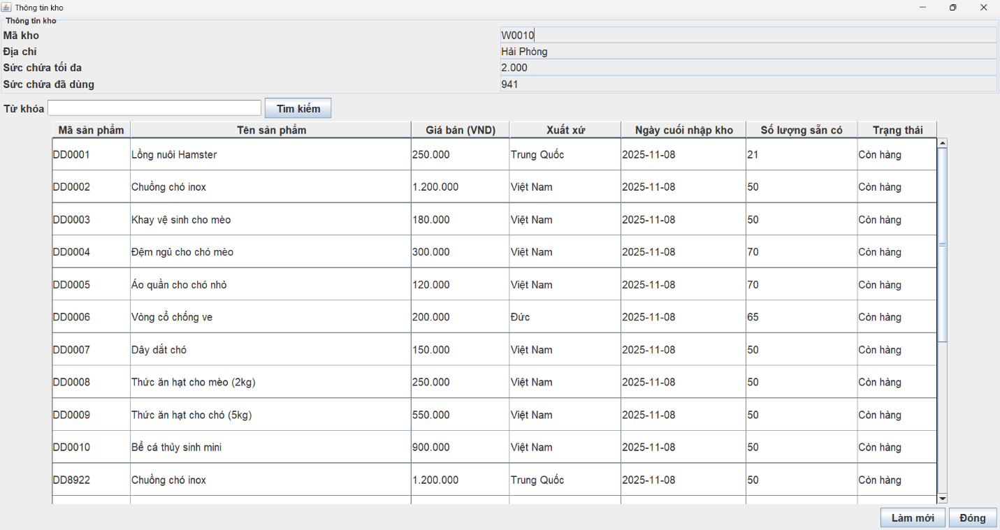 Thông tin kho
Thông tin kho
Mã kho W0010
Địa chỉ Hải Phòng
Sức chứa tối đa 2.000
Sức chứa đã dùng 941
Từ khóa Tìm kiếm
Mã sản phẩm Tên sản phẩm Giá bán (VND) Xuất xứ Ngày cuối nhập kho Số lượng sẵn có Trạng thái
DD0001 Lồng nuôi Hamster 250.000 Trung Quốc 2025-11-08 21 Còn hàng
DD0002 Chuồng chó inox 1.200.000 Việt Nam 2025-11-08 50 Còn hàng
DD0003 Khay vệ sinh cho mèo 180.000 Việt Nam 2025-11-08 50 Còn hàng
DD0004 Đệm ngủ cho chó mèo 300.000 Việt Nam 2025-11-08 70 Còn hàng
DD0005 Áo quần cho chó nhỏ 120.000 Việt Nam 2025-11-08 70 Còn hàng
DD0006 Vòng cổ chống ve 200.000 Đức 2025-11-08 65 Còn hàng
DD0007 Dây dắt chó 150.000 Việt Nam 2025-11-08 50 Còn hàng
DD0008 Thức ăn hạt cho mèo (2kg) 250.000 Việt Nam 2025-11-08 50 Còn hàng
DD0009 Thức ăn hạt cho chó (5kg) 550.000 Việt Nam 2025-11-08 50 Còn hàng
DD0010 Bể cá thủy sinh mini 900.000 Việt Nam 2025-11-08 50 Còn hàng
DD8922 Chuồng chó inox 1.200.000 Trung Quốc 2025-11-08 50 Còn hàng
Làm mới Đóng